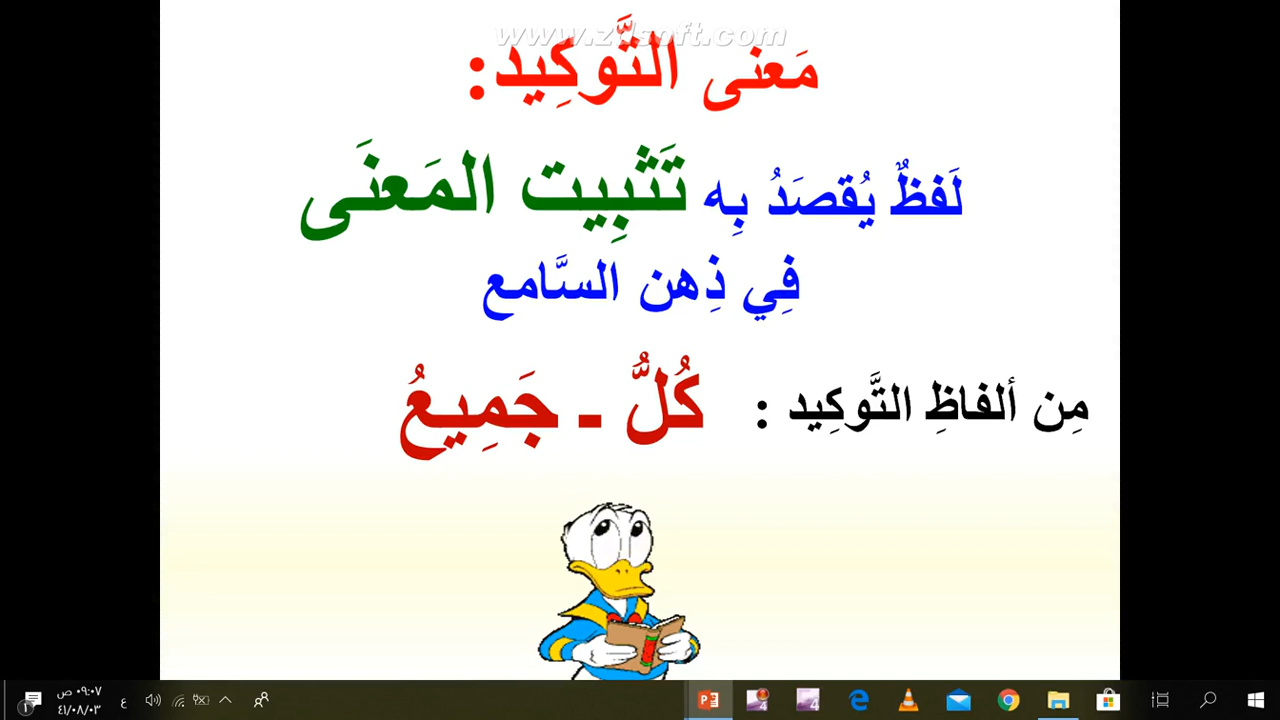 www.zdsoft.com
مَعنى التَّوكِيد:
لَفظٌ يُقصَدُ بِه تَثبِيت المَعنَى
فِي ذِهن السَّامع
مِن ألفاظِ التَّوكِيد : كُلُّ - جَمِيعُ
٠٩:٠٧ ص
٤١/٠٨/٠٣
ع